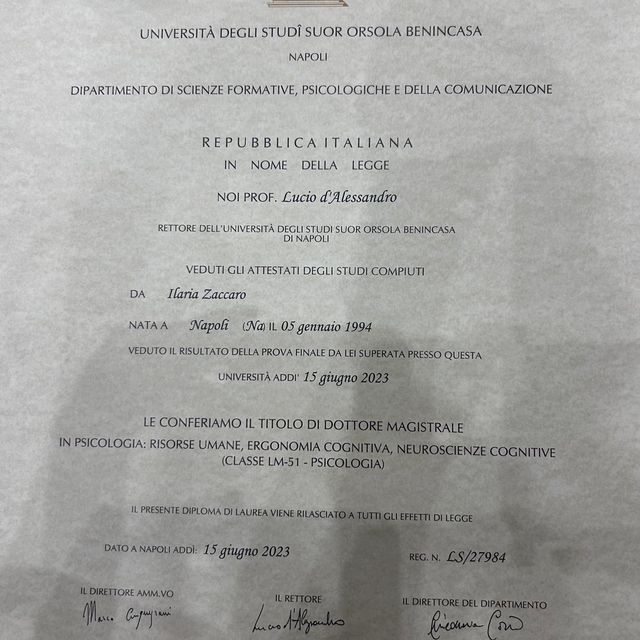 UNIVERSITÀ DEGLI STUDÎ SUOR ORSOLA BENINCASA
NAPOLI
DIPARTIMENTO DI SCIENZE FORMATIVE, PSICOLOGICHE E DELLA COMUNICAZIONE
REPUBBLICA ITALIANA
IN NOME DELLA LEGGE
NOI PROF. Lucio d'Alessandro
RETTORE DELL'UNIVERSITÀ DEGLI STUDI SUOR ORSOLA BENINCASA
DI NAPOLI
VEDUTI GLI ATTESTATI DEGLI STUDI COMPIUTI
DA Ilaria Zaccaro
NATA A Napoli (Na) IL 05 gennaio 1994
VEDUTO IL RISULTATO DELLA PROVA FINALE DA LEI SUPERATA PRESSO QUESTA
UNIVERSITÀ ADDI' 15 giugno 2023
LE CONFERIAMO IL TITOLO DI DOTTORE MAGISTRALE
IN PSICOLOGIA: RISORSE UMANE, ERGONOMIA COGNITIVA, NEUROSCIENZE COGNITIVE
(CLASSE LM-51 - PSICOLOGIA)
IL PRESENTE DIPLOMA DI LAUREA VIENE RILASCIATO A TUTTI GLI EFFETTI DI LEGGE
DATO A NAPOLI ADDÌ: 15 giugno 2023 REG. N. LS/27984
IL DIRETTORE AMM.VO IL RETTORE IL DIRETTORE DEL DIPARTIMENTO
Marco Lucio d'Alessandro